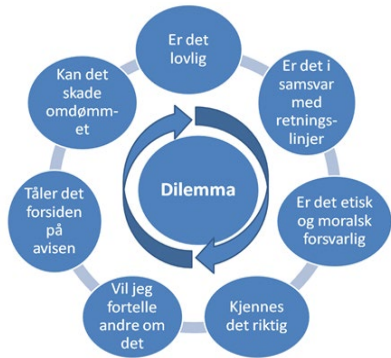 Er det
lovlig
Er det i
samsvar
med
retnings-
linjer
Er det etisk
og moralsk
forsvarlig
Kjennes
det riktig
Vil jeg
fortelle
andre om
det
Tåler det
forsiden
på
avisen
Kan det
skade
omdømm-
et
Dilemma